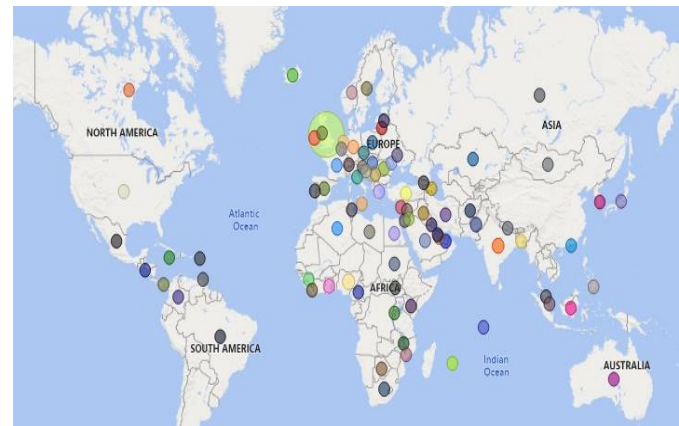 NORTH AMERICA
EUROPE
ASIA
Atlantic
Ocean
AFRICA
SOUTH AMERICA
Indian
Ocean
AUSTRALIA